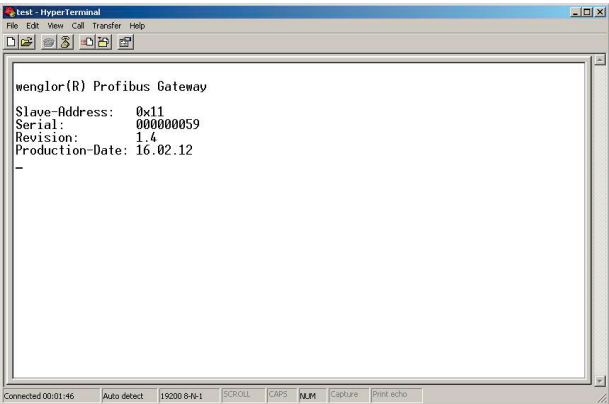 test - HyperTerminal
File Edit View Call Transfer Help
wenglor(R) Profibus Gateway
Slave-Address: 0x11
Serial: 000000059
Revision: 1.4
Production-Date: 16.02.12
_
Connected 00:01:46 Auto detect 19200 8-N-1 SCROLL CAPS NUM Capture Print echo